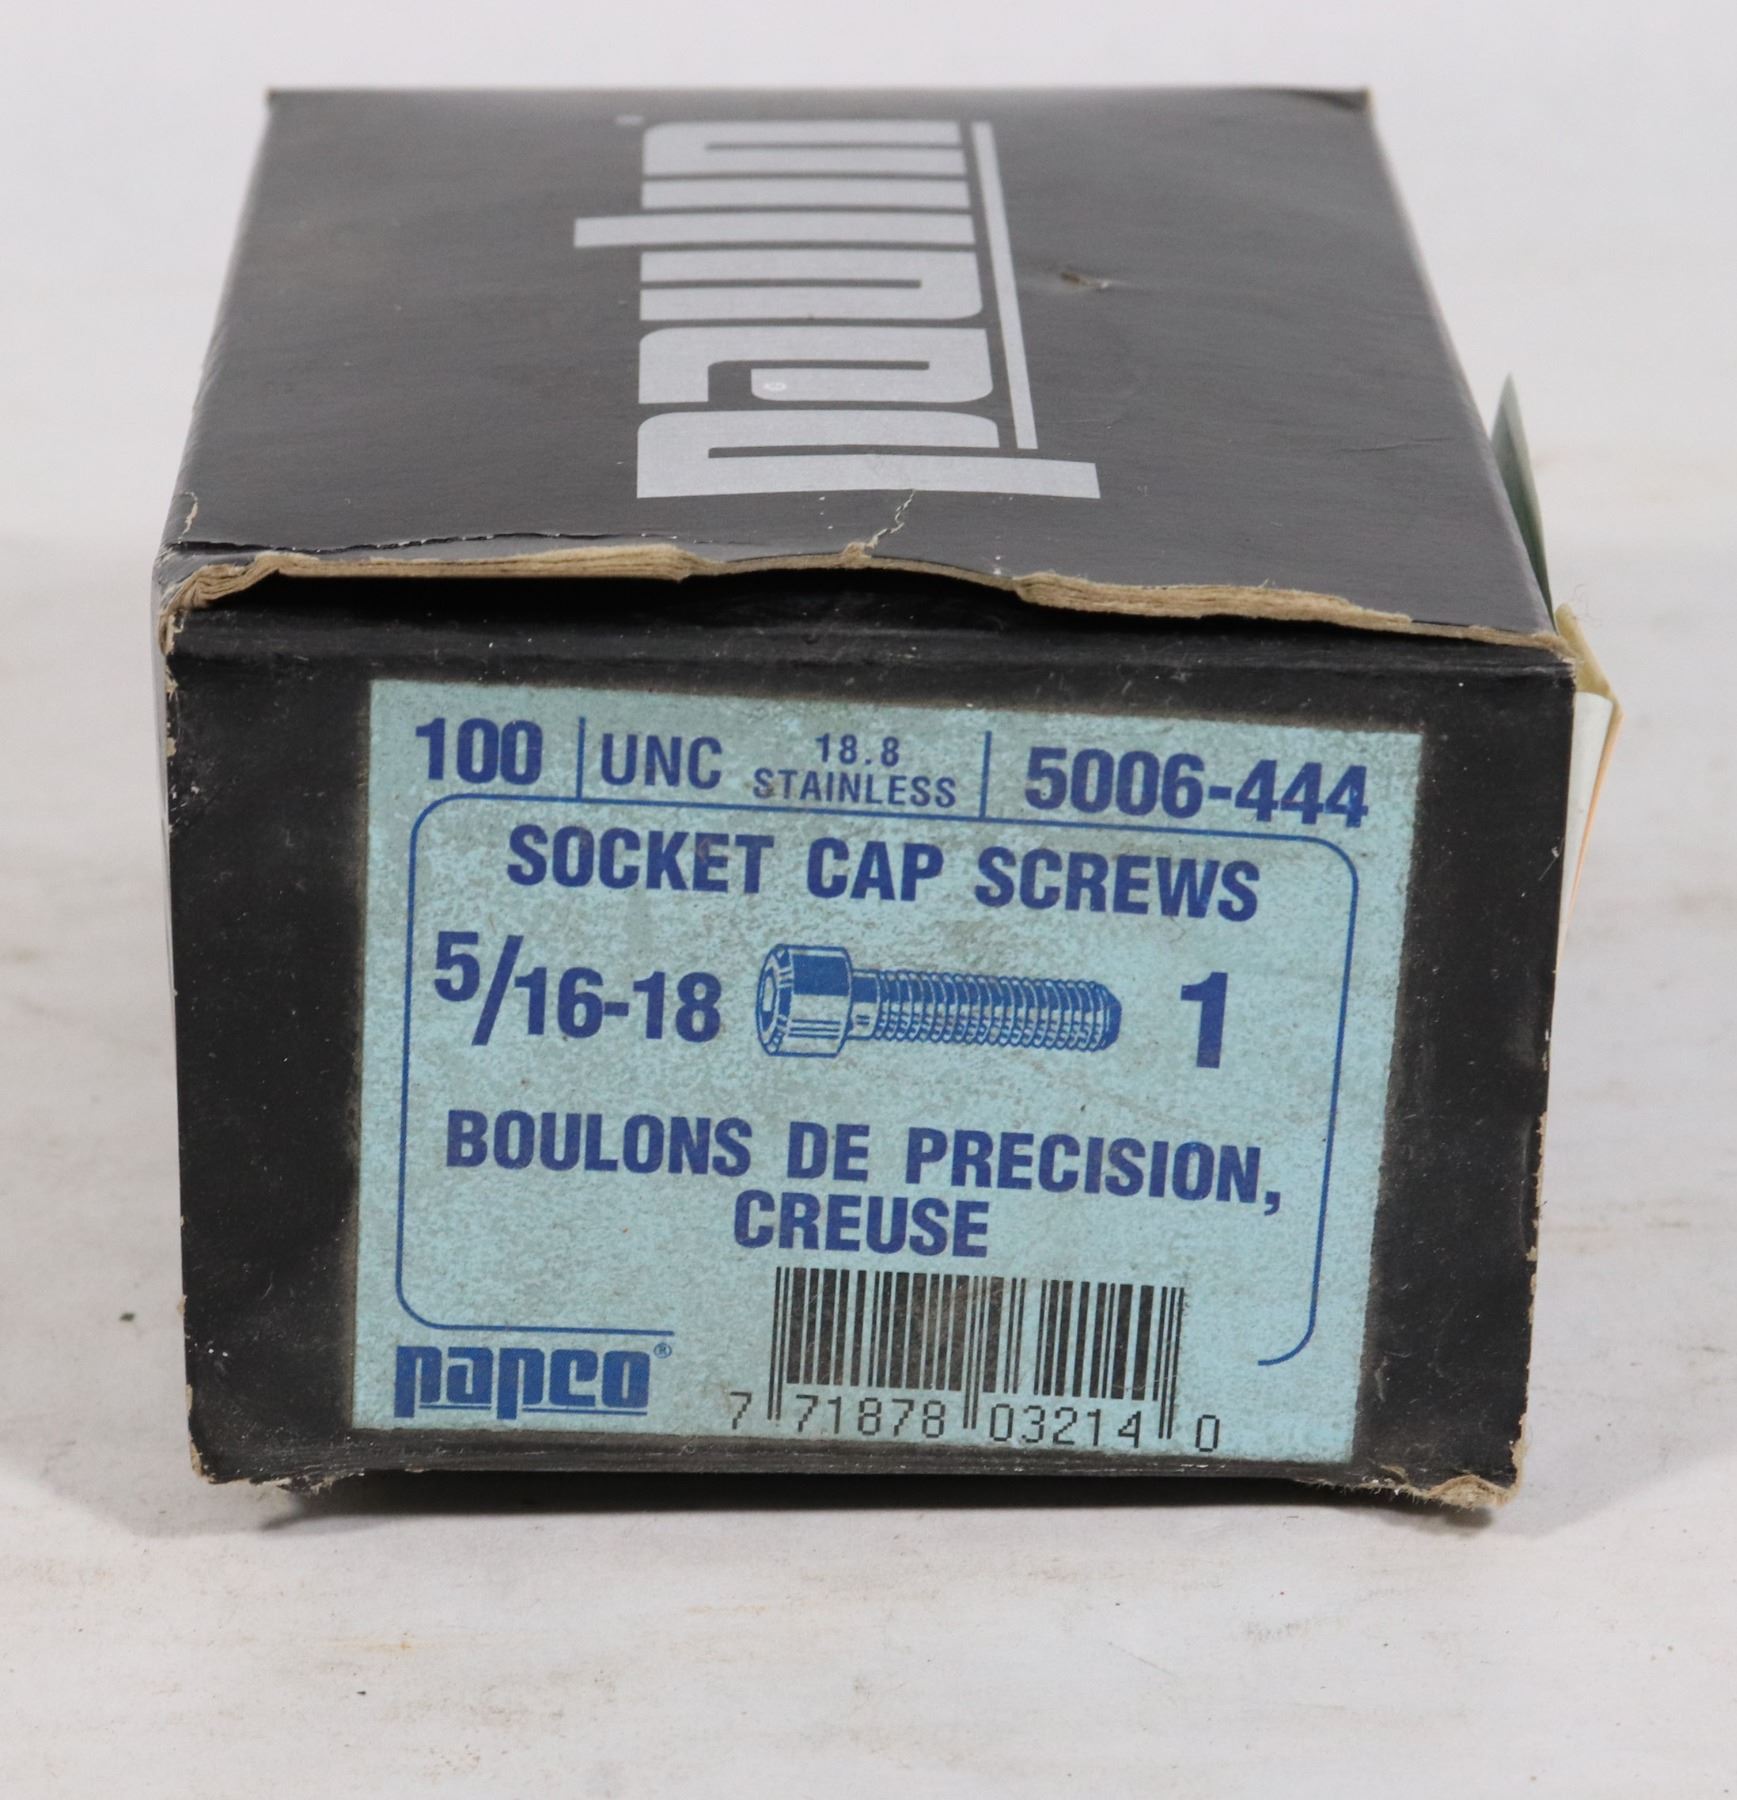 papco
100 UNC 18.8 STAINLESS 5006-444
SOCKET CAP SCREWS
5/16-18 1
BOULONS DE PRECISION,
CREUSE
papco®
7 71878 03214 0